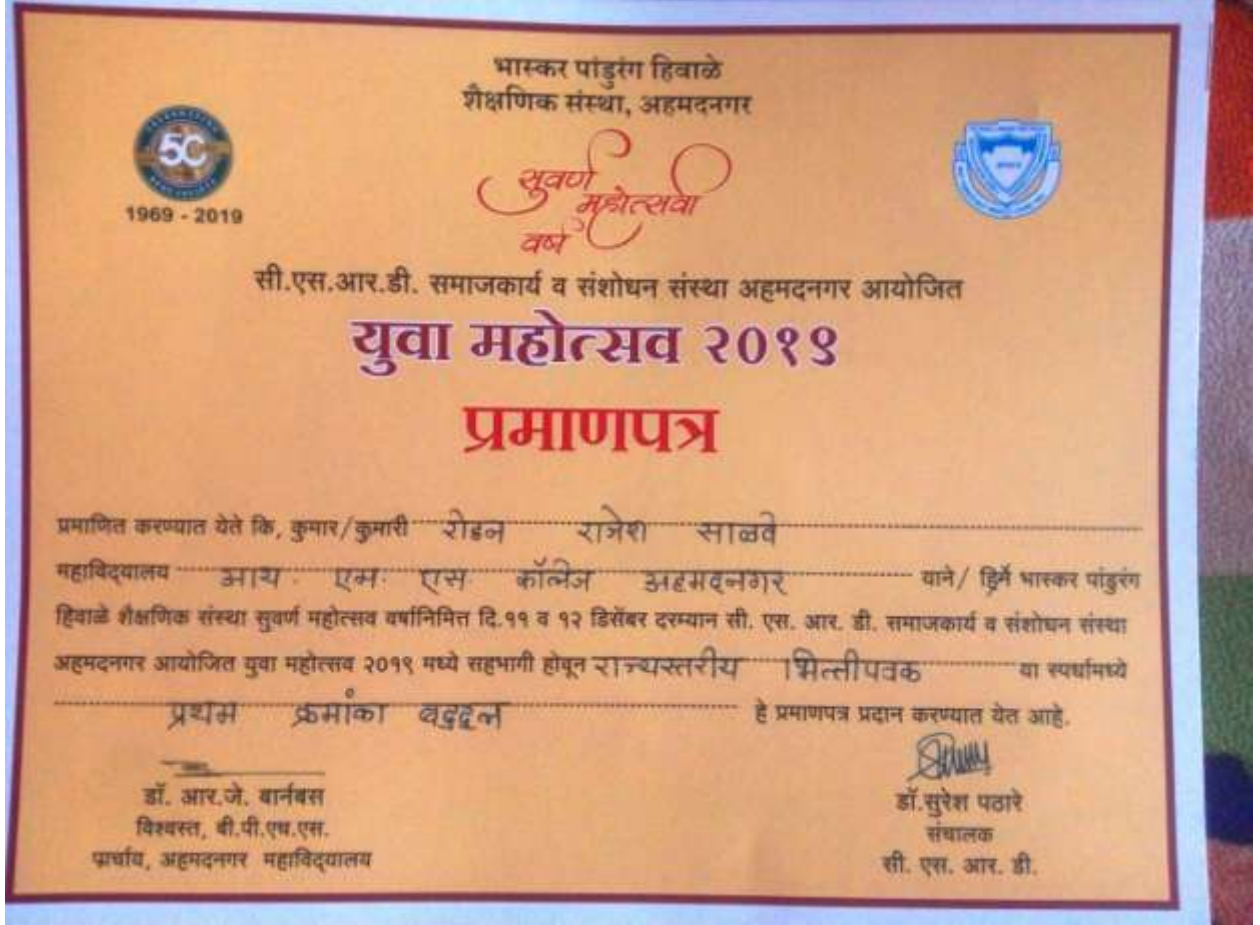 भास्कर पांडुरंग हिवाळे
शैक्षणिक संस्था, अहमदनगर
50
1969 - 2019
सुवर्ण
महोत्सवी
वर्ष
सी.एस.आर.डी. समाजकार्य व संशोधन संस्था अहमदनगर आयोजित
युवा महोत्सव २०१९
प्रमाणपत्र
प्रमाणित करण्यात येते कि, कुमार/कुमारी रोहन राजेश साळवे
महाविद्यालय आय. एम. एस. कॉलेज अहमदनगर याने/ हिने भास्कर पांडुरंग
हिवाळे शैक्षणिक संस्था सुवर्ण महोत्सव वर्षानिमित्त दि.११ व १२ डिसेंबर दरम्यान सी. एस. आर. डी. समाजकार्य व संशोधन संस्था
अहमदनगर आयोजित युवा महोत्सव २०१९ मध्ये सहभागी होवून राज्यस्तरीय भित्तीपत्रक या स्पर्धामध्ये
प्रथम क्रमांका बद्दल हे प्रमाणपत्र प्रदान करण्यात येत आहे.
डॉ. आर.जे. बार्नबस
विश्वस्त, बी.पी.एच.एस.
प्राचार्य, अहमदनगर महाविद्यालय
डॉ.सुरेश पठारे
संचालक
सी. एस. आर. डी.